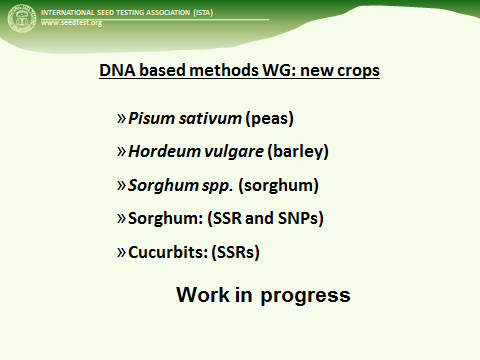 INTERNATIONAL SEED TESTING ASSOCIATION (ISTA)
www.seedtest.org
DNA based methods WG: new crops
»Pisum sativum (peas)
»Hordeum vulgare (barley)
»Sorghum spp. (sorghum)
»Sorghum: (SSR and SNPs)
»Cucurbits: (SSRs)
Work in progress